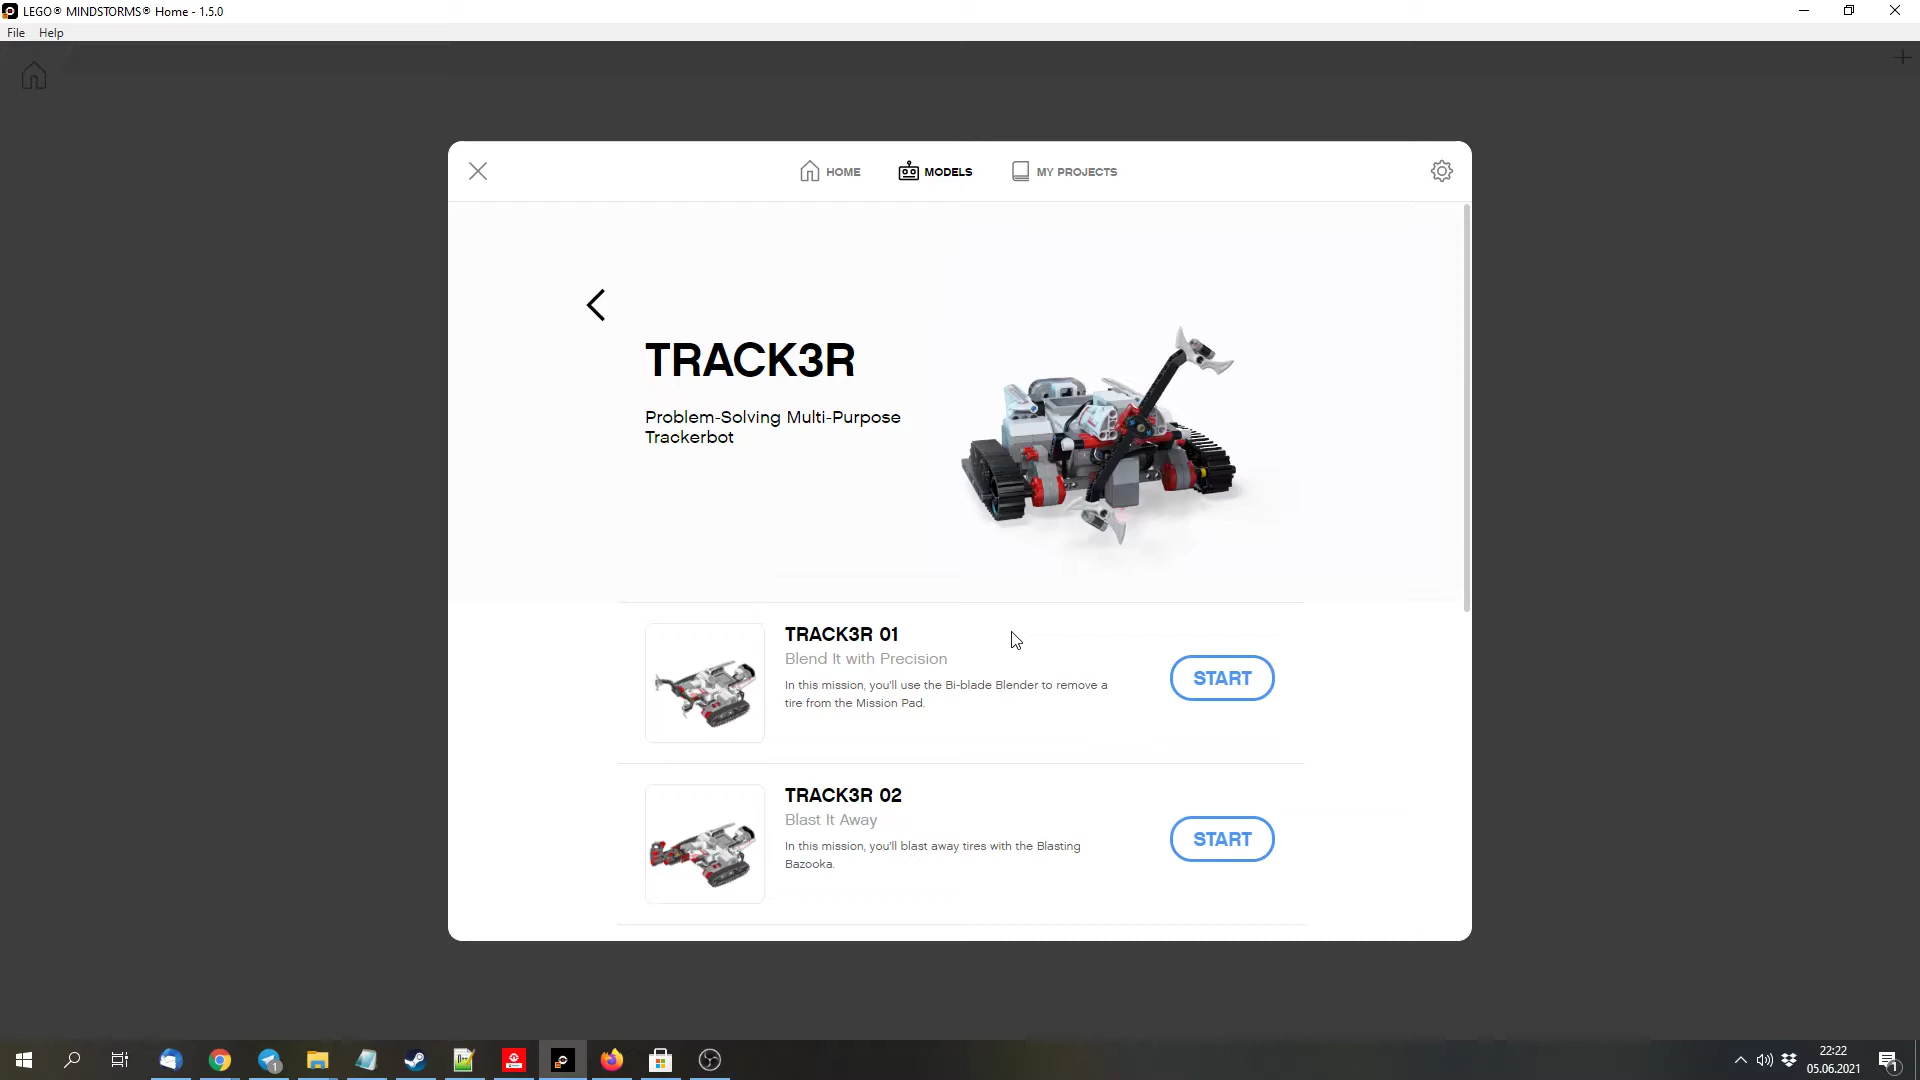 LEGO® MINDSTORMS® Home - 1.5.0
File Help
HOME MODELS MY PROJECTS
TRACK3R
Problem-Solving Multi-Purpose
Trackerbot
TRACK3R 01
Blend It with Precision
In this mission, you'll use the Bi-blade Blender to remove a
tire from the Mission Pad.
START
TRACK3R 02
Blast It Away
In this mission, you'll blast away tires with the Blasting
Bazooka.
START
1
22:22
05.06.2021
1